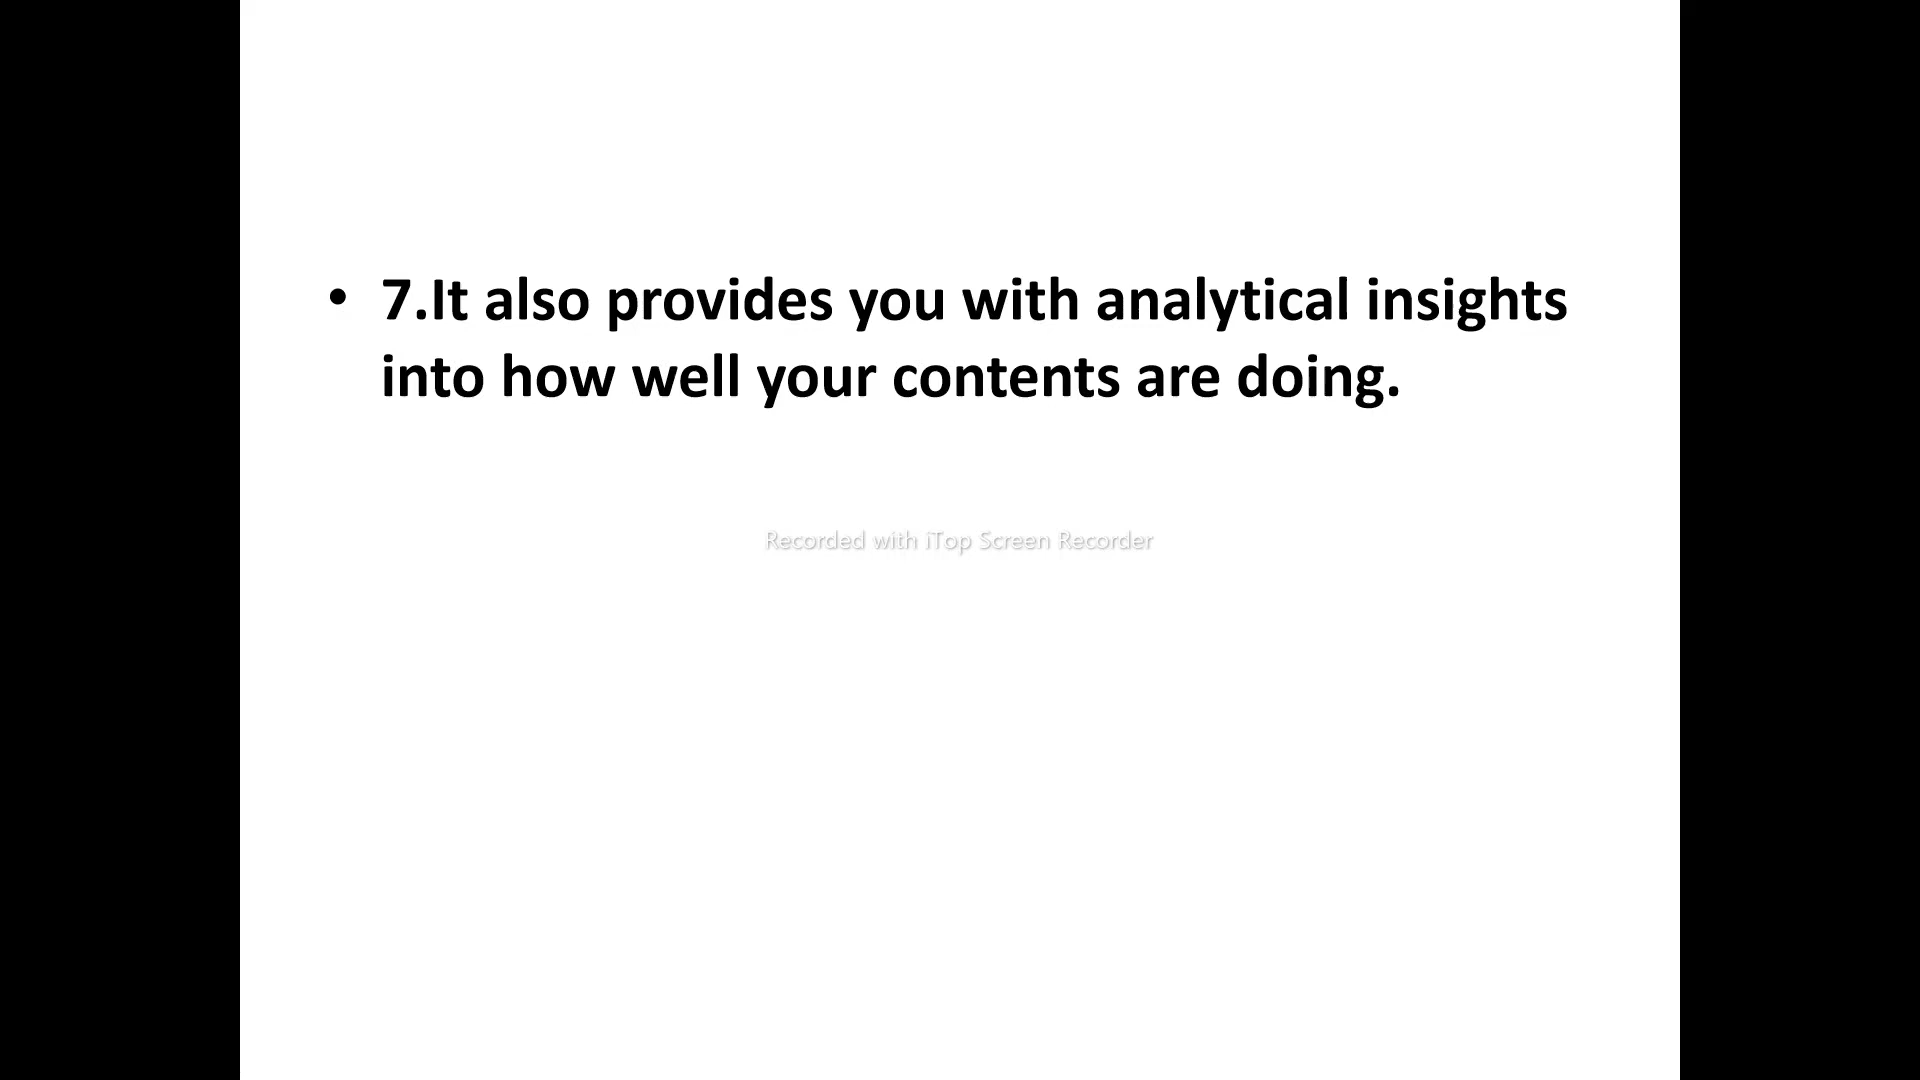 • 7.It also provides you with analytical insights
into how well your contents are doing.
Recorded with iTop Screen Recorder